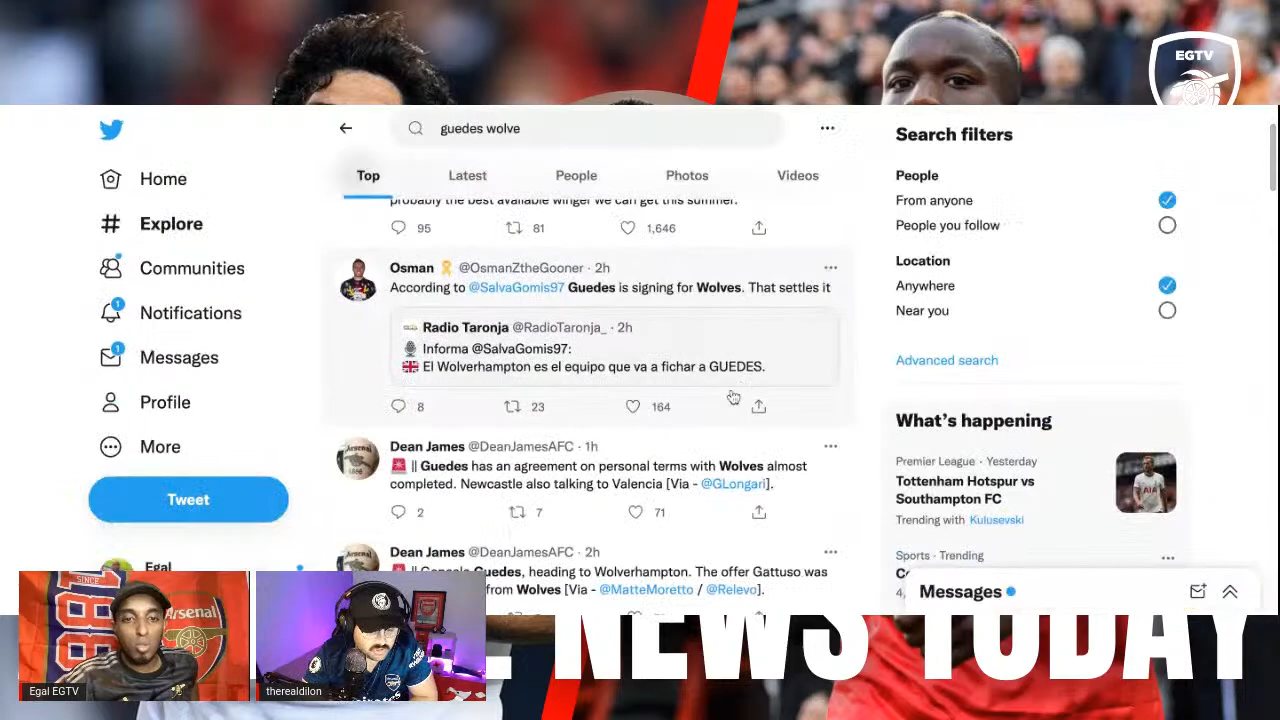 EGTV
guedes wolve
Top
Latest
People
Photos
Videos
Home
Explore
Communities
1
Notifications
1
Messages
Profile
More
Tweet
Egal
probably the best available winger we can get this summer.
95
81
1,646
Osman @OsmanZtheGooner · 2h
According to @SalvaGomis97 Guedes is signing for Wolves. That settles it
Radio Taronja @RadioTaronja_ · 2h
Informa @SalvaGomis97:
El Wolverhampton es el equipo que va a fichar a GUEDES.
8
23
164
Dean James @DeanJamesAFC · 1h
|| Guedes has an agreement on personal terms with Wolves almost
completed. Newcastle also talking to Valencia [Via - @GLongari].
2
7
71
Dean James @DeanJamesAFC · 2h
Guedes, heading to Wolverhampton. The offer Gattuso was
from Wolves [Via - @MatteMoretto / @Relevo].
Search filters
People
From anyone
People you follow
Location
Anywhere
Near you
Advanced search
What's happening
Premier League · Yesterday
Tottenham Hotspur vs
Southampton FC
Trending with Kulusevski
Sports · Trending
Messages
SINCE
Arsenal
Egal EGTV
therealdilon
NEWS TODAY